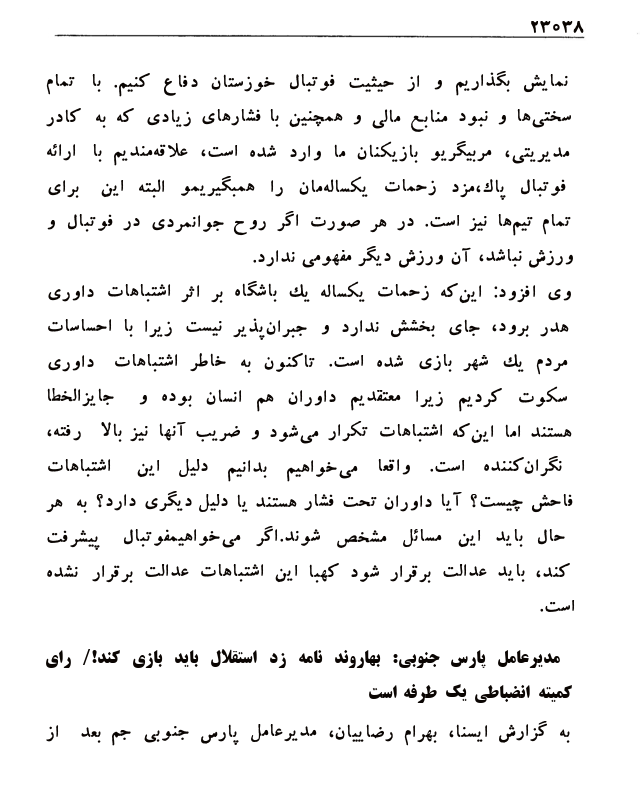 ۲۳۰۳۸
نمایش بگذاریم و از حیثیت فوتبال خوزستان دفاع کنیم. با تمام
سختی‌ها و نبود منابع مالی و همچنین با فشارهای زیادی که به کادر
مدیریتی، مربیگریو بازیکنان ما وارد شده است، علاقه‌مندیم با ارائه
فوتبال پاك،مزد زحمات یکساله‌مان را همبگیریمو البته این برای
تمام تیم‌ها نیز است. در هر صورت اگر روح جوانمردی در فوتبال و
ورزش نباشد، آن ورزش دیگر مفهومی ندارد.
وی افزود: این‌که زحمات یکساله یك باشگاه بر اثر اشتباهات داوری
هدر برود، جای بخشش ندارد و جبران‌پذیر نیست زیرا با احساسات
مردم یك شهر بازی شده است. تاکنون به خاطر اشتباهات داوری
سکوت کردیم زیرا معتقدیم داوران هم انسان بوده و جایزالخطا
هستند اما این‌که اشتباهات تکرار می‌شود و ضریب آنها نیز بالا رفته،
نگران‌کننده است. واقعا می‌خواهیم بدانیم دلیل این اشتباهات
فاحش چیست؟ آیا داوران تحت فشار هستند یا دلیل دیگری دارد؟ به هر
حال باید این مسائل مشخص شوند.اگر می‌خواهیمفوتبال پیشرفت
کند، باید عدالت برقرار شود کهبا این اشتباهات عدالت برقرار نشده
است.
مدیرعامل پارس جنوبی: بهاروند نامه زد استقلال باید بازی کند!/ رای
کمیته انضباطی یک طرفه است
به گزارش ایسنا، بهرام رضاییان، مدیرعامل پارس جنوبی جم بعد از